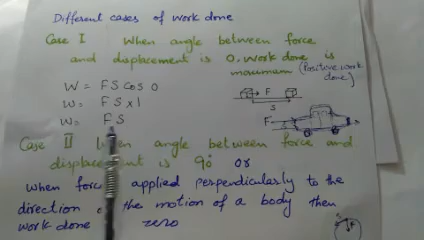 Different cases of work done
Case I When angle between force
and displacement is 0, work done is
maximum (Positive work
done)
W = FS cos 0
F
S
W = FS x 1
W = FS
F
S
Case II angle between force and
is 90° or
When force applied perpendicularly to the
direction the motion of a body then
work done zero
S
F